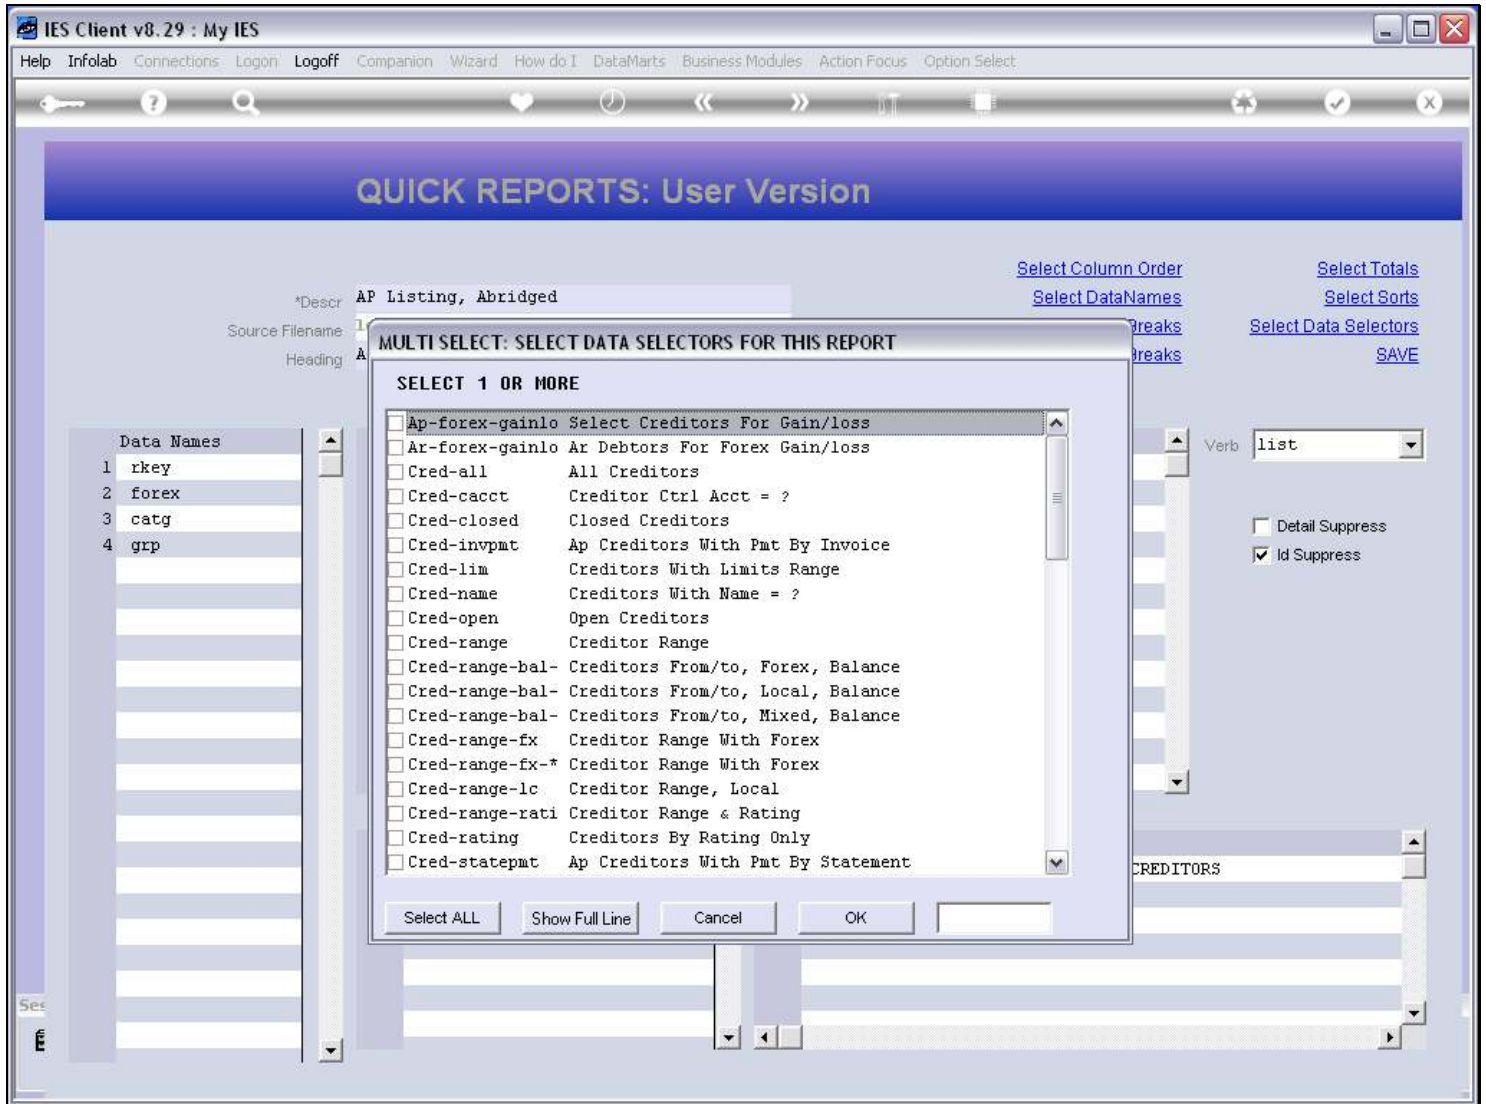 IES Client v8.29 : My IES
Help Infolab Connections Logon Logoff Companion Wizard How do I DataMarts Business Modules Action Focus Option Select
QUICK REPORTS: User Version
Select Column Order Select Totals
*Descr AP Listing, Abridged Select DataNames Select Sorts
Source Filename Breaks Select Data Selectors
Heading A Breaks SAVE
MULTI SELECT: SELECT DATA SELECTORS FOR THIS REPORT
SELECT 1 OR MORE
Ap-forex-gainlo Select Creditors For Gain/loss
Ar-forex-gainlo Ar Debtors For Forex Gain/loss
Cred-all All Creditors
Cred-cacct Creditor Ctrl Acct = ?
Cred-closed Closed Creditors
Cred-invpmt Ap Creditors With Pmt By Invoice
Cred-lim Creditors With Limits Range
Cred-name Creditors With Name = ?
Cred-open Open Creditors
Cred-range Creditor Range
Cred-range-bal- Creditors From/to, Forex, Balance
Cred-range-bal- Creditors From/to, Local, Balance
Cred-range-bal- Creditors From/to, Mixed, Balance
Cred-range-fx Creditor Range With Forex
Cred-range-fx-* Creditor Range With Forex
Cred-range-lc Creditor Range, Local
Cred-range-rati Creditor Range & Rating
Cred-rating Creditors By Rating Only
Cred-statepmt Ap Creditors With Pmt By Statement
Select ALL Show Full Line Cancel OK
Data Names
1 rkey
2 forex
3 catg
4 grp
Verb list
Detail Suppress
Id Suppress
CREDITORS
Ses